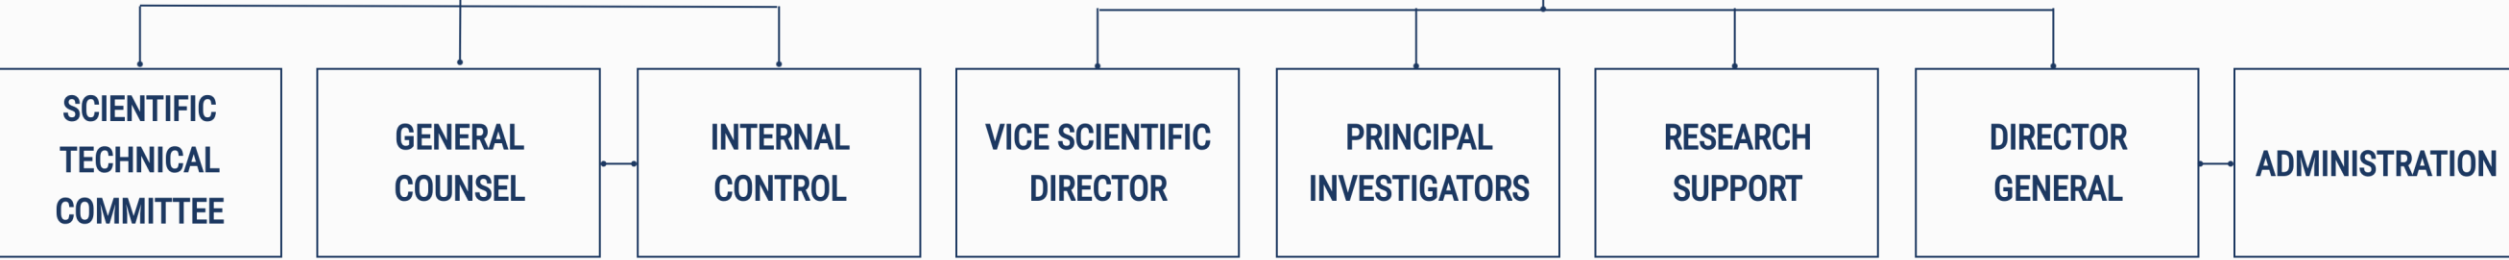 SCIENTIFIC
TECHNICAL
COMMITTEE
GENERAL
COUNSEL
INTERNAL
CONTROL
VICE SCIENTIFIC
DIRECTOR
PRINCIPAL
INVESTIGATORS
RESEARCH
SUPPORT
DIRECTOR
GENERAL
ADMINISTRATION